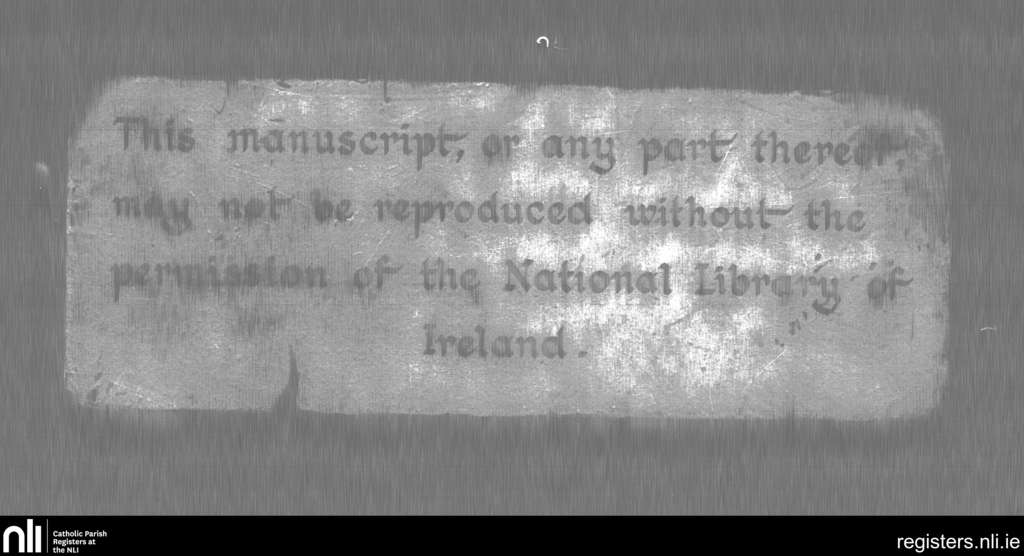 This manuscript, or any part thereof,
may not be reproduced without the
permission of the National Library of
Ireland.
nli
Catholic Parish
Registers at
the NLI
registers.nli.ie